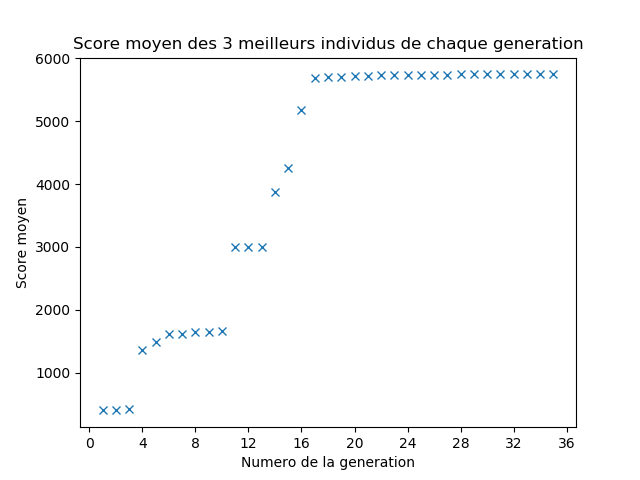 Score moyen des 3 meilleurs individus de chaque generation
6000
5000
4000
3000
2000
1000
Score moyen
0 4 8 12 16 20 24 28 32 36
Numero de la generation